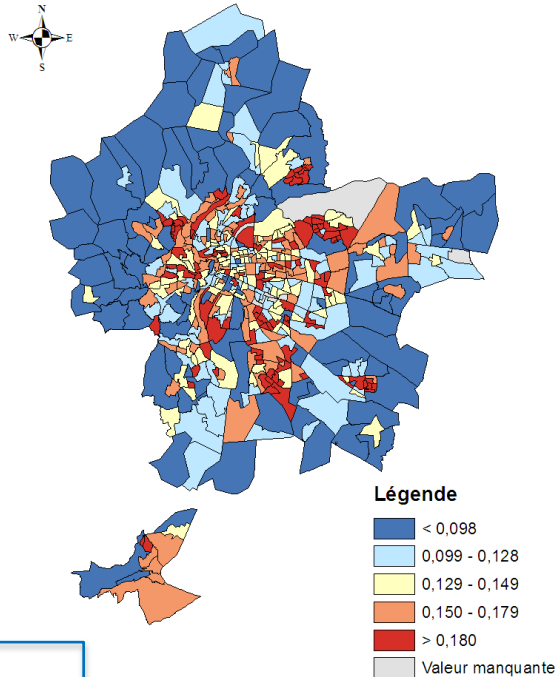 N
W E
S
Légende
< 0,098
0,099 - 0,128
0,129 - 0,149
0,150 - 0,179
> 0,180
Valeur manquante